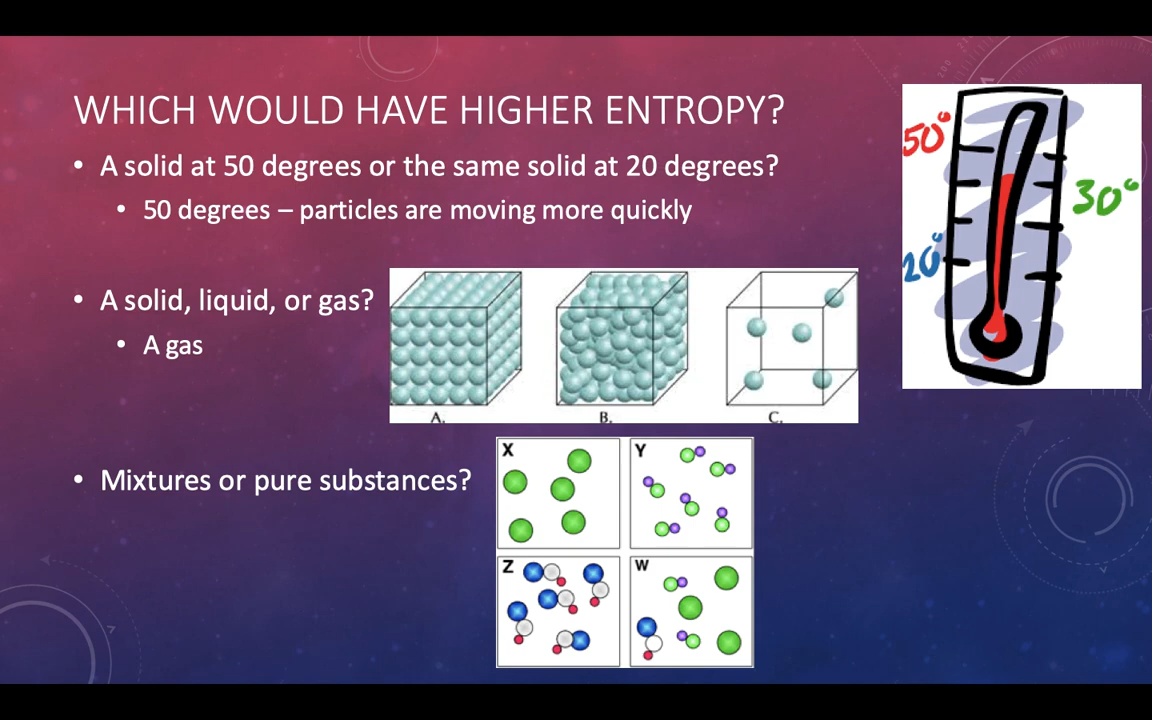 WHICH WOULD HAVE HIGHER ENTROPY?
• A solid at 50 degrees or the same solid at 20 degrees?
• 50 degrees – particles are moving more quickly
• A solid, liquid, or gas?
• A gas
A.
B.
C.
• Mixtures or pure substances?
X
Y
Z
W
50°
30°
20°